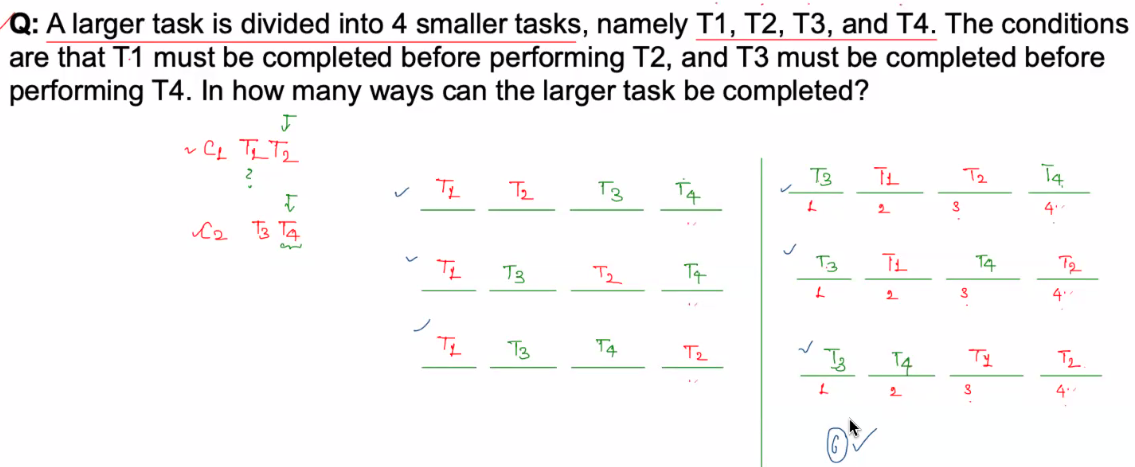 Q: A larger task is divided into 4 smaller tasks, namely T1, T2, T3, and T4. The conditions
are that T1 must be completed before performing T2, and T3 must be completed before
performing T4. In how many ways can the larger task be completed?
C1 T1 T2
?
C2 T3 T4
T1 T2 T3 T4
T1 T3 T2 T4
T1 T3 T4 T2
T3 T1 T2 T4
1 2 3 4
T3 T1 T4 T2
1 2 3 4
T3 T4 T1 T2
1 2 3 4
6